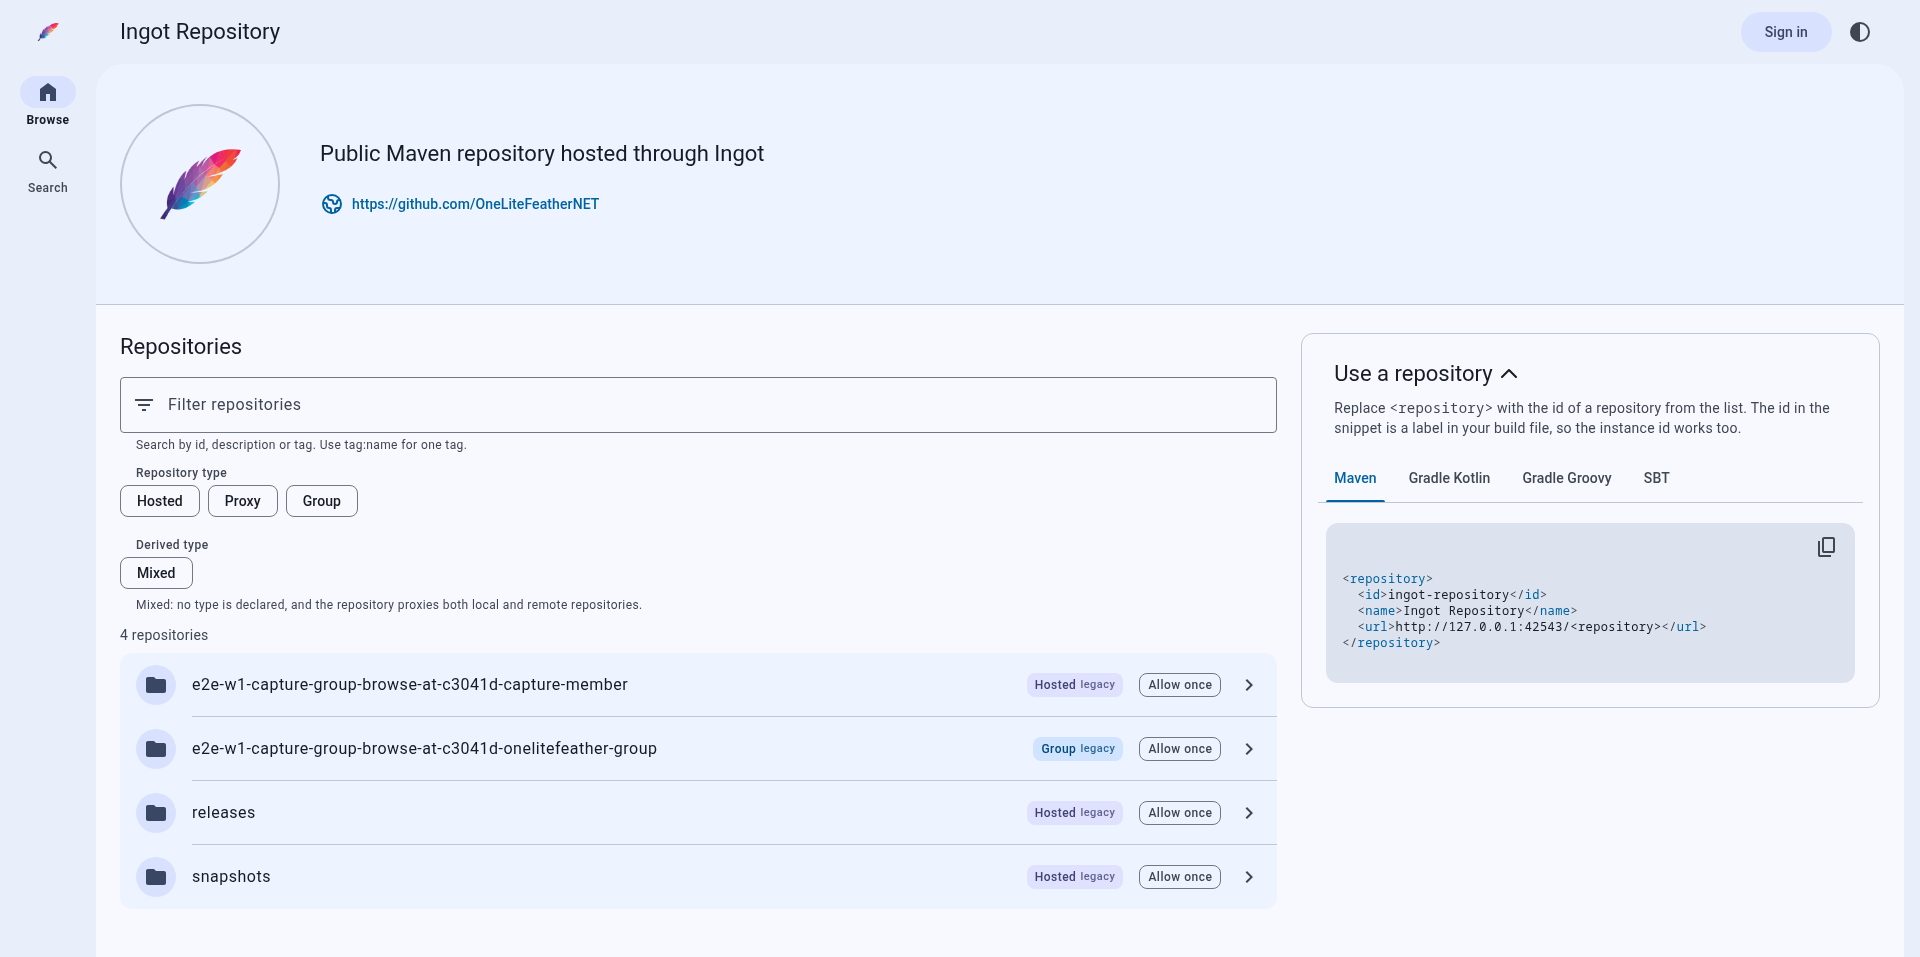 Ingot Repository
Sign in
Browse
Search
Public Maven repository hosted through Ingot
https://github.com/OneLiteFeatherNET
Repositories
Filter repositories
Search by id, description or tag. Use tag:name for one tag.
Repository type
Hosted
Proxy
Group
Derived type
Mixed
Mixed: no type is declared, and the repository proxies both local and remote repositories.
4 repositories
e2e-w1-capture-group-browse-at-c3041d-capture-member
Hosted legacy
Allow once
e2e-w1-capture-group-browse-at-c3041d-onelitefeather-group
Group legacy
Allow once
releases
Hosted legacy
Allow once
snapshots
Hosted legacy
Allow once
Use a repository
Replace <repository> with the id of a repository from the list. The id in the
snippet is a label in your build file, so the instance id works too.
Maven
Gradle Kotlin
Gradle Groovy
SBT
<repository>
  <id>ingot-repository</id>
  <name>Ingot Repository</name>
  <url>http://127.0.0.1:42543/<repository></url>
</repository>